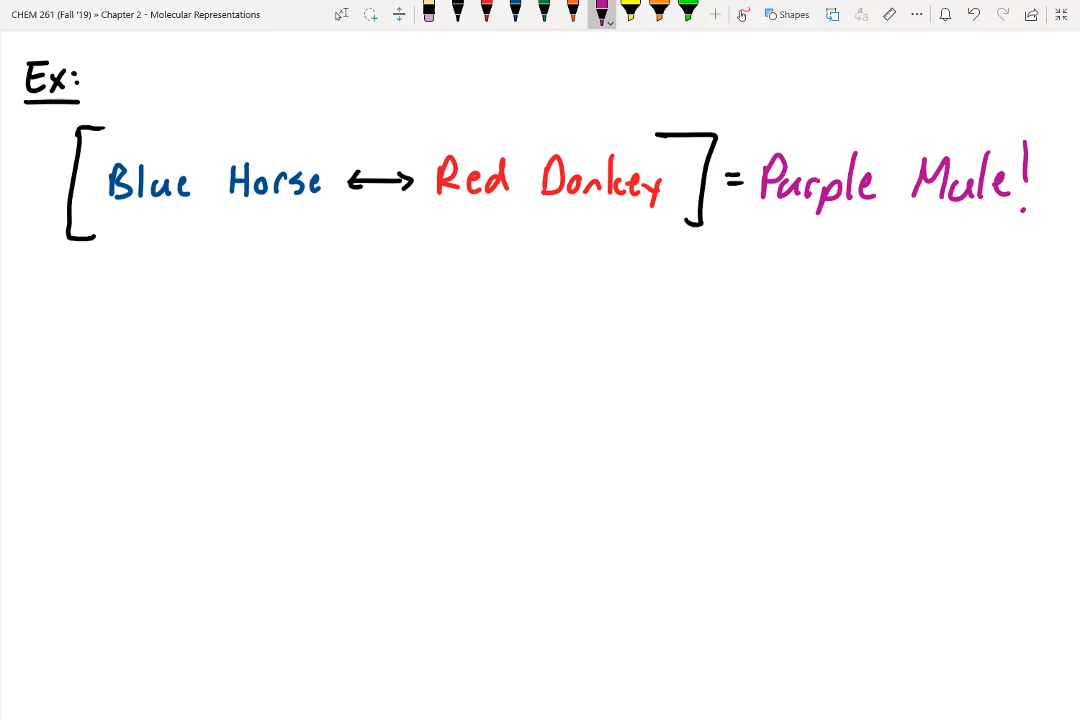 CHEM 261 (Fall '19) » Chapter 2 - Molecular Representations
Shapes
Ex:
[Blue Horse ↔ Red Donkey] = Purple Mule!